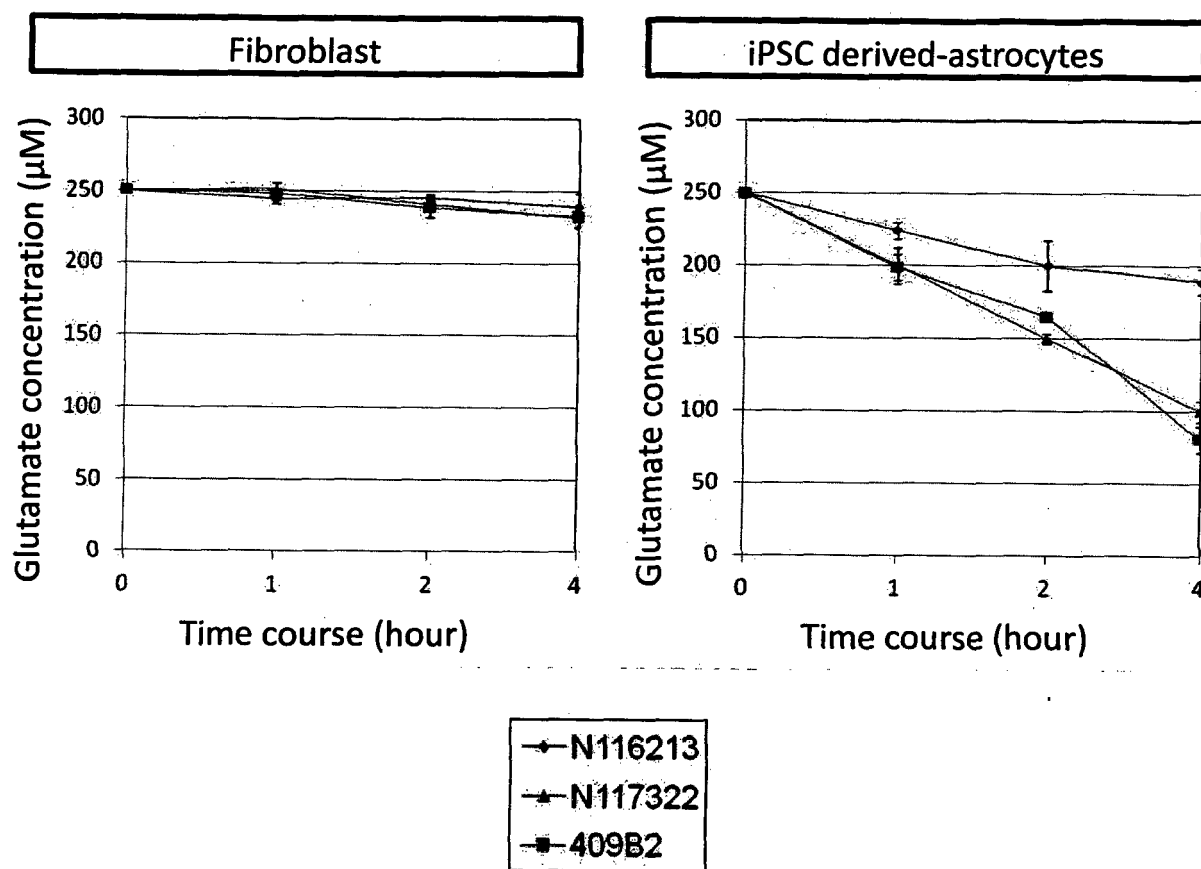 Fibroblast
iPSC derived-astrocytes
Glutamate concentration (µM)
300
250
200
150
100
50
0
0 1 2 4
Time course (hour)
Glutamate concentration (µM)
300
250
200
150
100
50
0
0 1 2 4
Time course (hour)
N116213
N117322
409B2